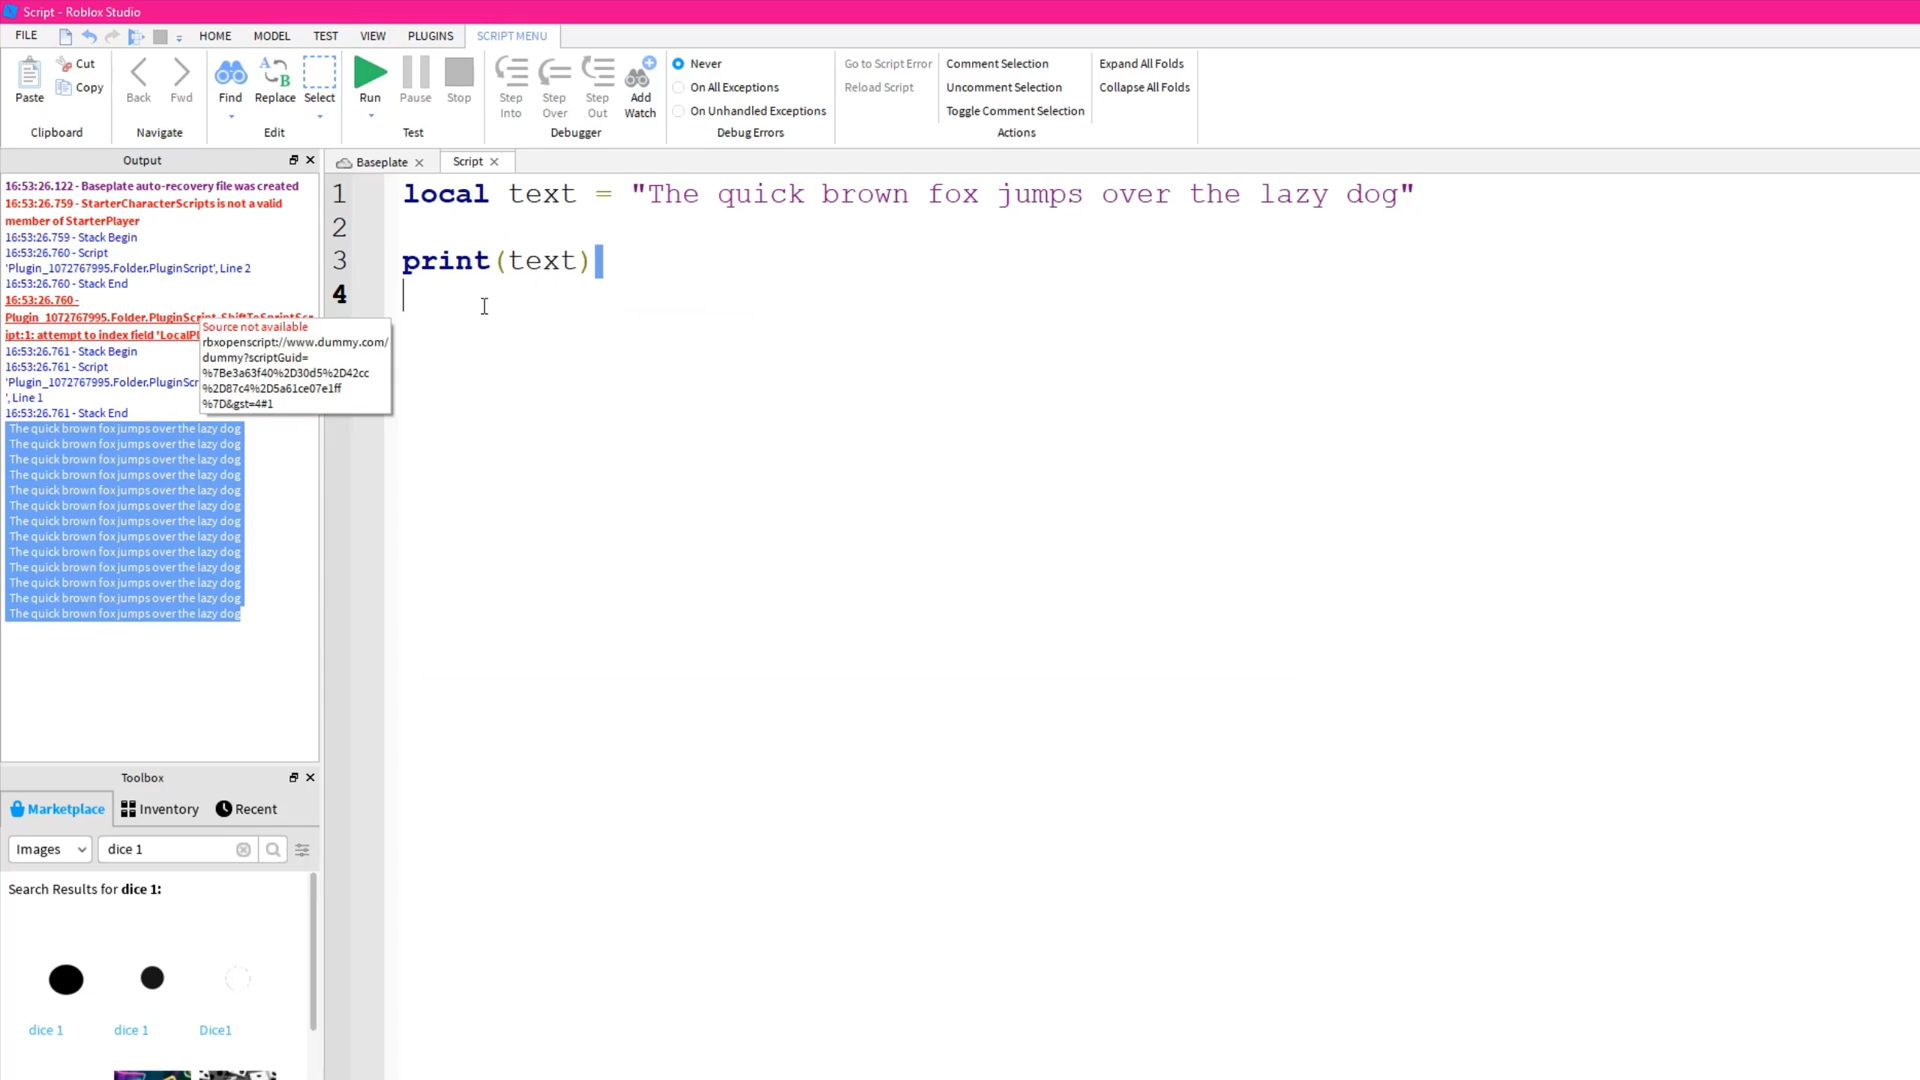 Script - Roblox Studio
FILE HOME MODEL TEST VIEW PLUGINS SCRIPT MENU
Paste Cut Copy
Clipboard
Back Fwd
Navigate
Find Replace Select
Edit
Run Pause Stop
Test
Step Into Step Over Step Out Add Watch
Debugger
Never
On All Exceptions
On Unhandled Exceptions
Debug Errors
Go to Script Error
Reload Script
Comment Selection
Uncomment Selection
Toggle Comment Selection
Actions
Expand All Folds
Collapse All Folds
Output
16:53:26.122 - Baseplate auto-recovery file was created
16:53:26.759 - StarterCharacterScripts is not a valid
member of StarterPlayer
16:53:26.759 - Stack Begin
16:53:26.760 - Script
'Plugin_1072767995.Folder.PluginScript', Line 2
16:53:26.760 - Stack End
16:53:26.760 -
Plugin_1072767995.Folder.PluginScript.ShiftToSprintScr
ipt:1: attempt to index field 'LocalPl
16:53:26.761 - Stack Begin
16:53:26.761 - Script
'Plugin_1072767995.Folder.PluginScr
', Line 1
16:53:26.761 - Stack End
Source not available
rbxopenscript://www.dummy.com/
dummy?scriptGuid=
%7Be3a63f40%2D30d5%2D42cc
%2D87c4%2D5a61ce07e1ff
%7D&gst=4#1
The quick brown fox jumps over the lazy dog
The quick brown fox jumps over the lazy dog
The quick brown fox jumps over the lazy dog
The quick brown fox jumps over the lazy dog
The quick brown fox jumps over the lazy dog
The quick brown fox jumps over the lazy dog
The quick brown fox jumps over the lazy dog
The quick brown fox jumps over the lazy dog
The quick brown fox jumps over the lazy dog
The quick brown fox jumps over the lazy dog
The quick brown fox jumps over the lazy dog
The quick brown fox jumps over the lazy dog
The quick brown fox jumps over the lazy dog
Baseplate Script
1 local text = "The quick brown fox jumps over the lazy dog"
2
3 print(text)
4
Toolbox
Marketplace Inventory Recent
Images dice 1
Search Results for dice 1:
dice 1 dice 1 Dice1